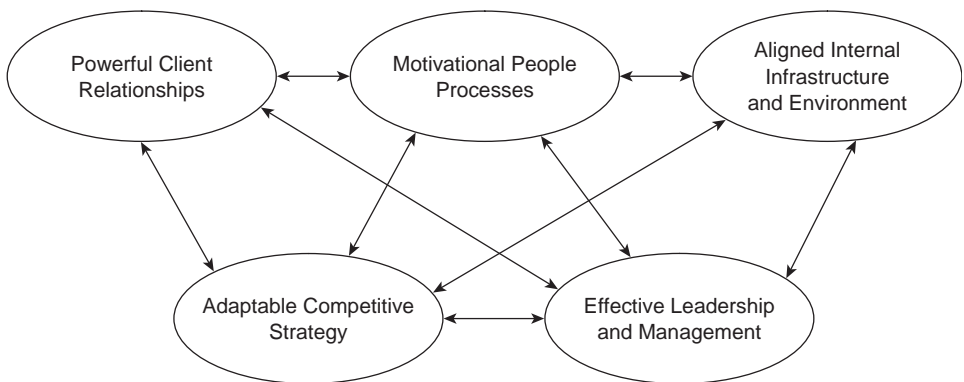 Powerful Client
Relationships
Motivational People
Processes
Aligned Internal
Infrastructure
and Environment
Adaptable Competitive
Strategy
Effective Leadership
and Management